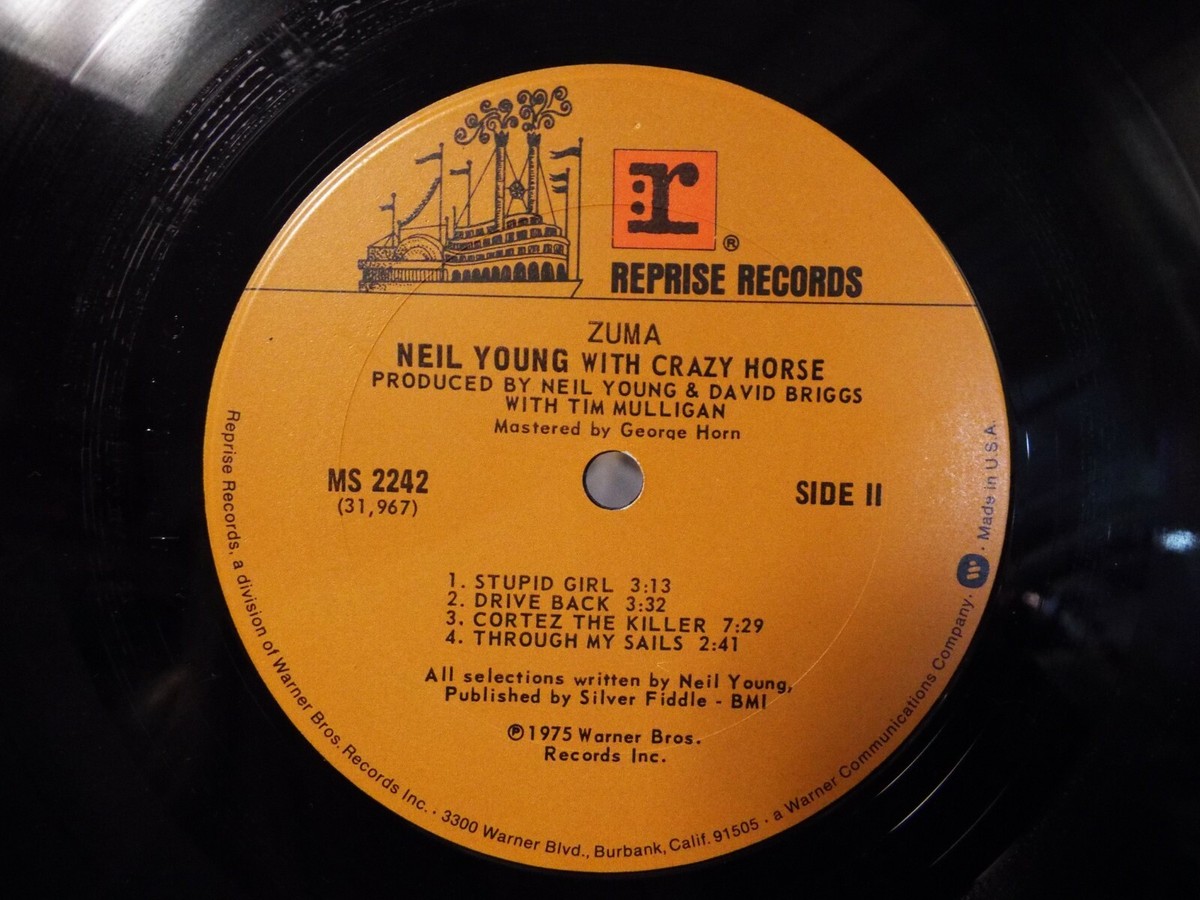 r
®
REPRISE RECORDS
ZUMA
NEIL YOUNG WITH CRAZY HORSE
PRODUCED BY NEIL YOUNG & DAVID BRIGGS
WITH TIM MULLIGAN
Mastered by George Horn
MS 2242
(31,967)
SIDE II
1. STUPID GIRL 3:13
2. DRIVE BACK 3:32
3. CORTEZ THE KILLER 7:29
4. THROUGH MY SAILS 2:41
All selections written by Neil Young,
Published by Silver Fiddle - BMI
℗1975 Warner Bros.
Records Inc.
Reprise Records, a division of Warner Bros. Records Inc. · 3300 Warner Blvd., Burbank, Calif. 91505 · a Warner Communications Company. W · Made in U.S.A.